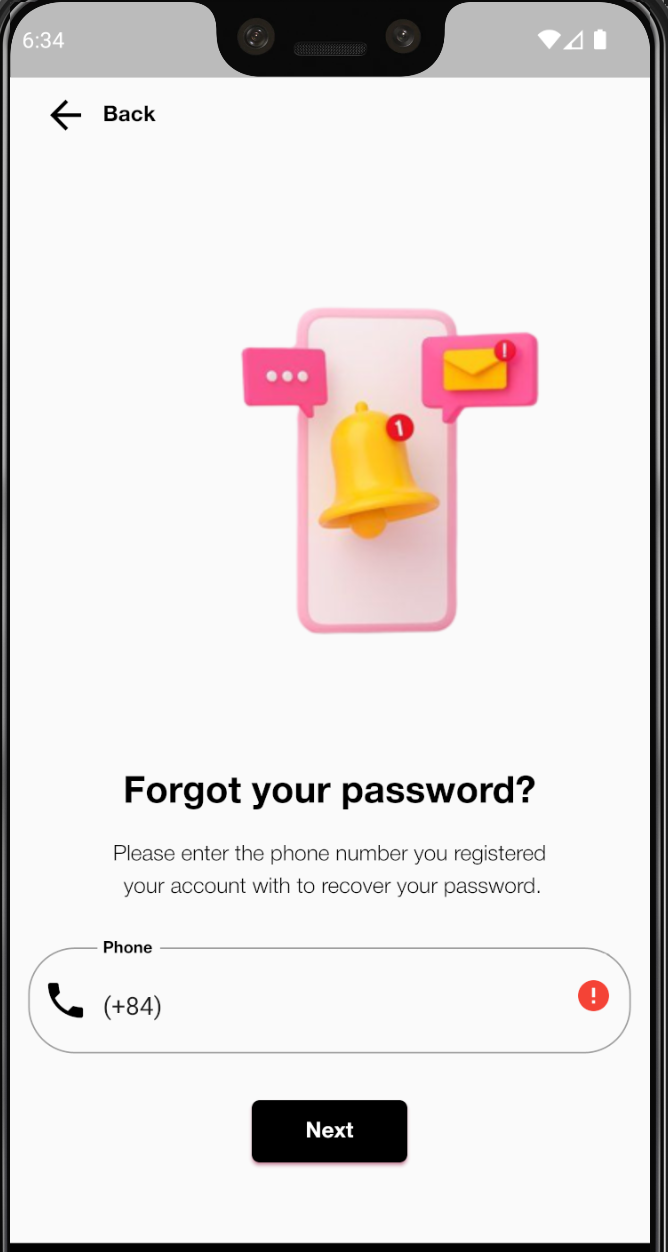 6:34
Back
1
Forgot your password?
Please enter the phone number you registered
your account with to recover your password.
Phone
(+84)
!
Next